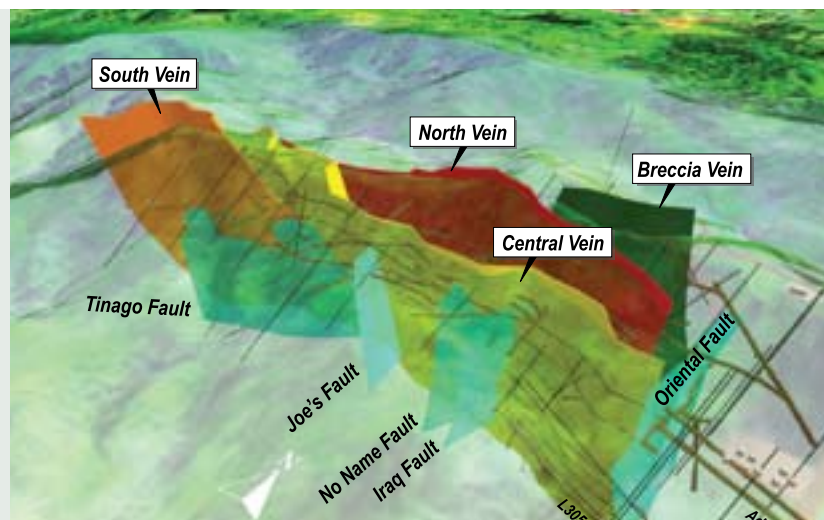 South Vein
North Vein
Breccia Vein
Central Vein
Tinago Fault
Oriental Fault
Joe's Fault
No Name Fault
Iraq Fault